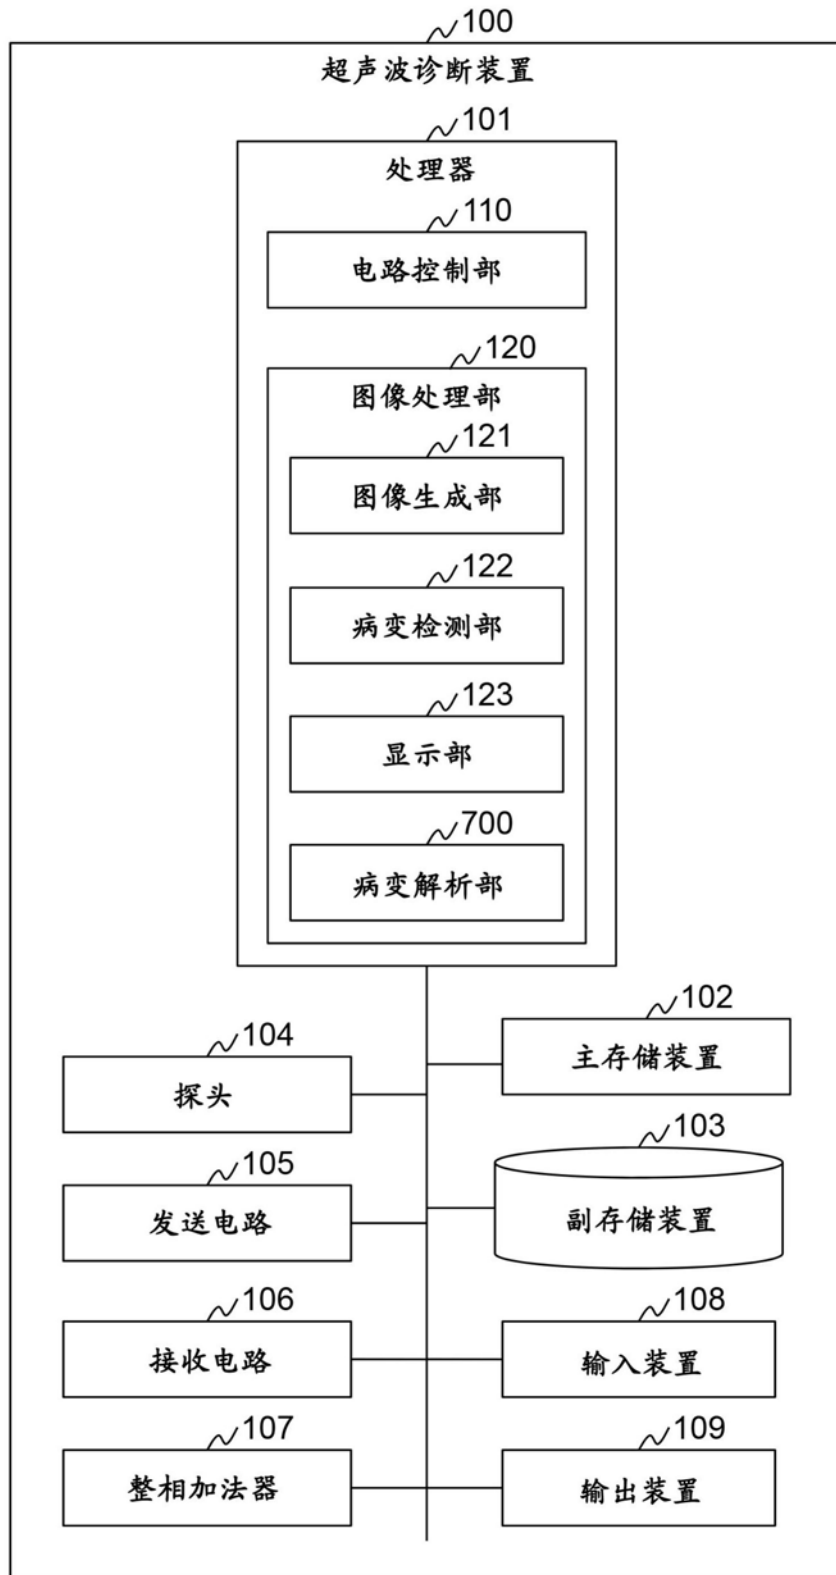 100
超声波诊断装置
101
处理器
110
电路控制部
120
图像处理部
121
图像生成部
122
病变检测部
123
显示部
700
病变解析部
102
主存储装置
104
探头
103
副存储装置
105
发送电路
106
接收电路
108
输入装置
107
整相加法器
109
输出装置